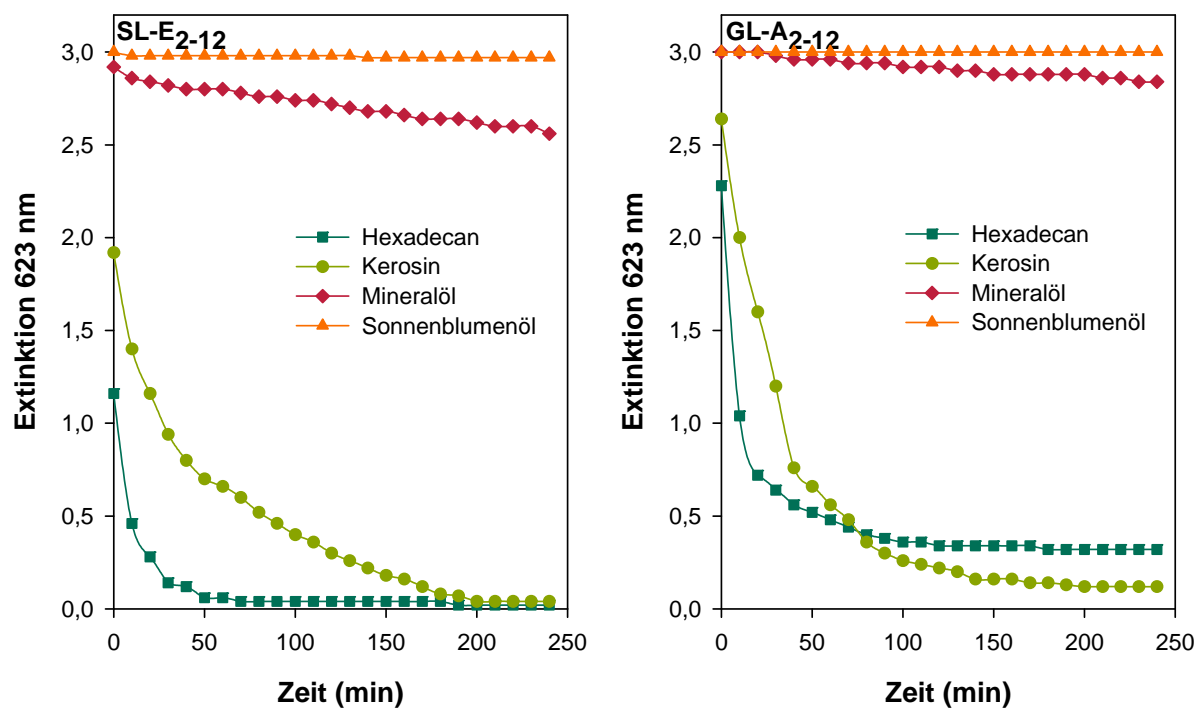 SL-E2-12
3,0
2,5
2,0
1,5
1,0
0,5
0,0
Extinktion 623 nm
Hexadecan
Kerosin
Mineralöl
Sonnenblumenöl
0 50 100 150 200 250
Zeit (min)
GL-A2-12
3,0
2,5
2,0
1,5
1,0
0,5
0,0
Extinktion 623 nm
Hexadecan
Kerosin
Mineralöl
Sonnenblumenöl
0 50 100 150 200 250
Zeit (min)